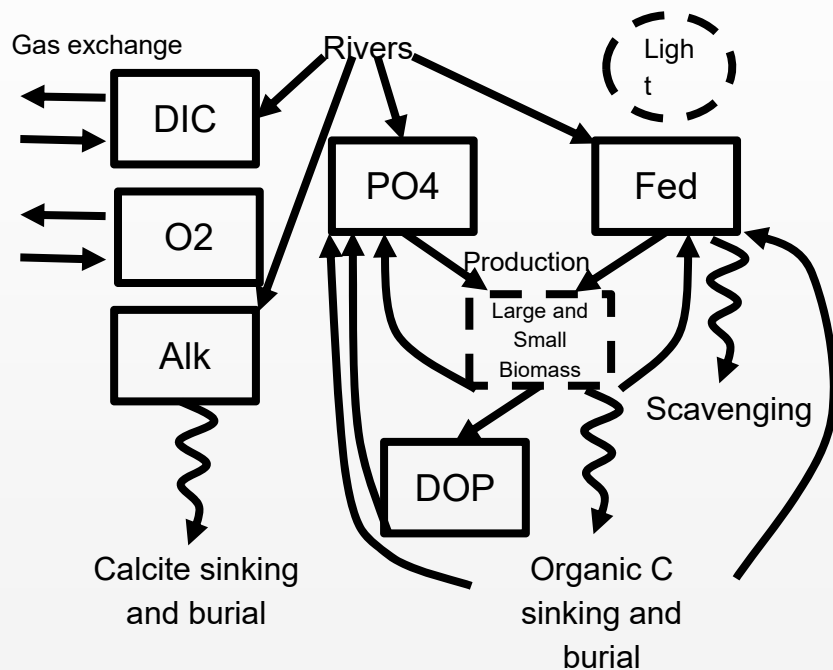 Gas exchange
Rivers
Ligh
t
DIC
PO4
Fed
O2
Production
Large and
Small
Biomass
Alk
Scavenging
DOP
Calcite sinking
and burial
Organic C
sinking and
burial